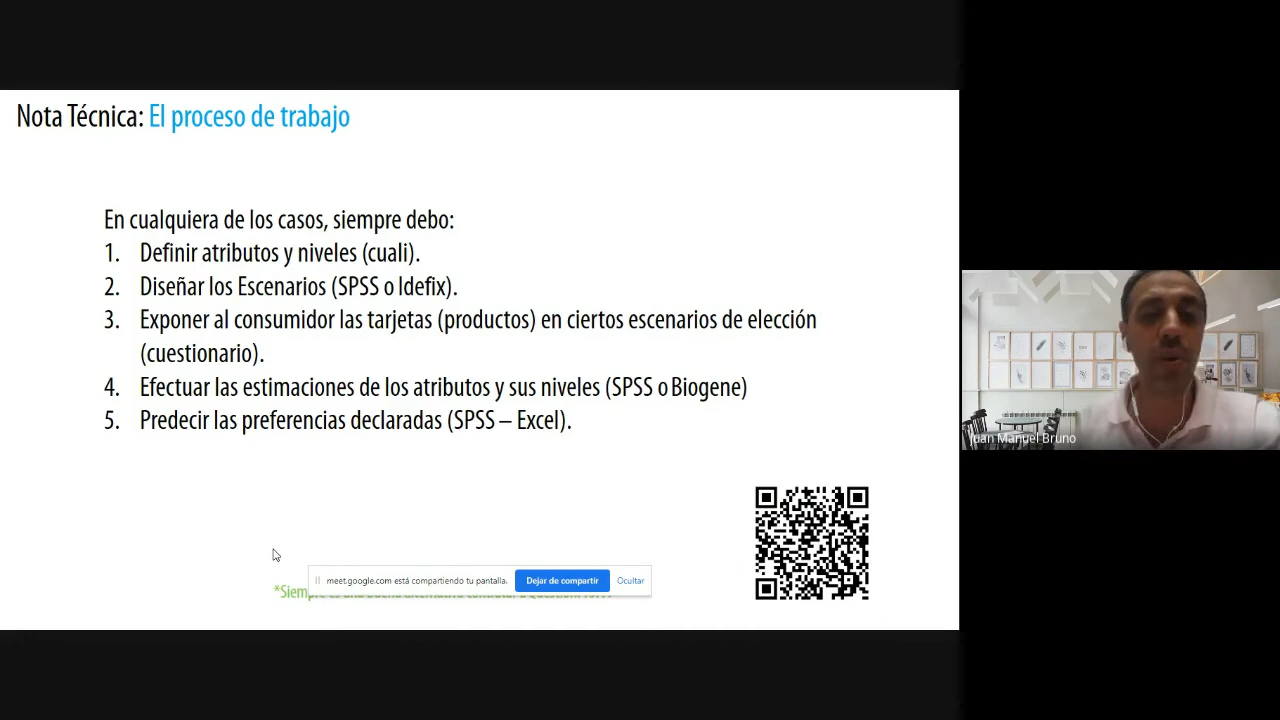 Nota Técnica: El proceso de trabajo
En cualquiera de los casos, siempre debo:
1. Definir atributos y niveles (cuali).
2. Diseñar los Escenarios (SPSS o Idefix).
3. Exponer al consumidor las tarjetas (productos) en ciertos escenarios de elección
(cuestionario).
4. Efectuar las estimaciones de los atributos y sus niveles (SPSS o Biogene)
5. Predecir las preferencias declaradas (SPSS – Excel).
meet.google.com está compartiendo tu pantalla.
Dejar de compartir
Ocultar
Juan Manuel Bruno